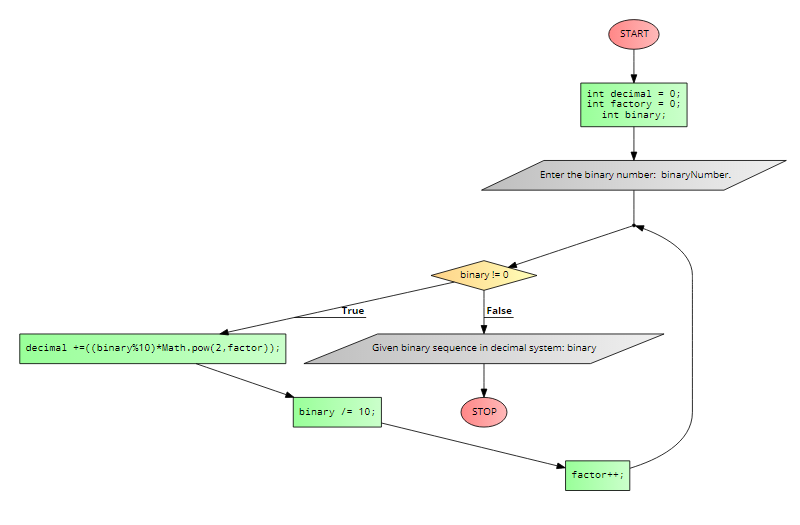 START
int decimal = 0;
int factory = 0;
int binary;
Enter the binary number: binaryNumber.
binary != 0
True
False
decimal +=((binary%10)*Math.pow(2,factor));
Given binary sequence in decimal system: binary
binary /= 10;
STOP
factor++;